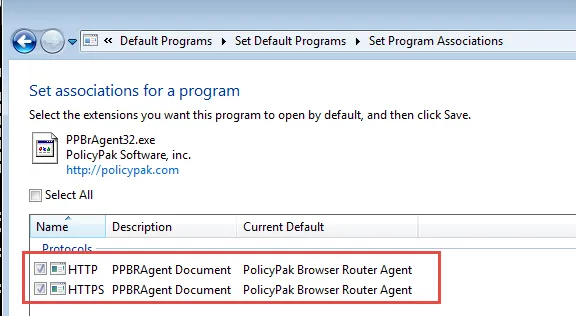 « Default Programs ▸ Set Default Programs ▸ Set Program Associations
Set associations for a program
Select the extensions you want this program to open by default, and then click Save.
PPBrAgent32.exe
PolicyPak Software, inc.
http://policypak.com
Select All
Name Description Current Default
Protocols
HTTP PPBRAgent Document PolicyPak Browser Router Agent
HTTPS PPBRAgent Document PolicyPak Browser Router Agent